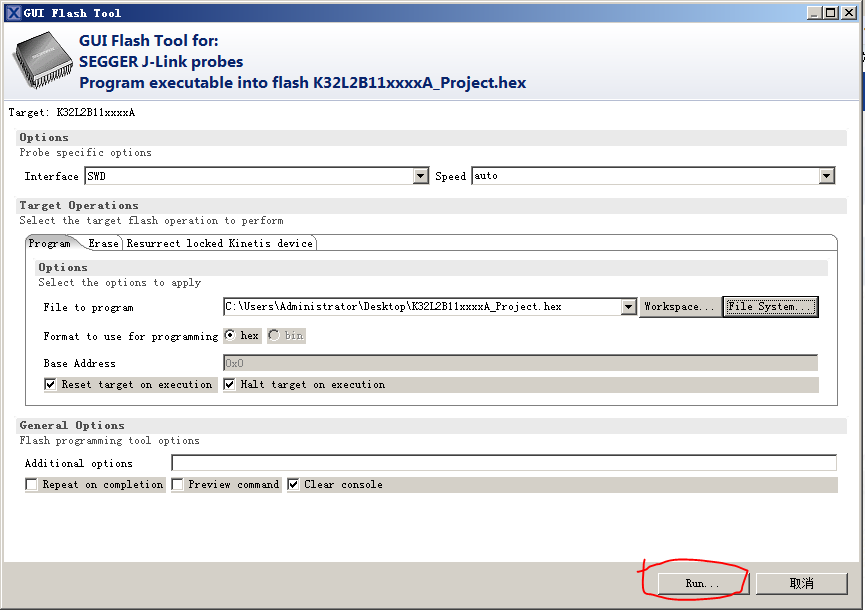 GUI Flash Tool
GUI Flash Tool for:
SEGGER J-Link probes
Program executable into flash K32L2B11xxxxA_Project.hex
Target: K32L2B11xxxxA
Options
Probe specific options
Interface SWD Speed auto
Target Operations
Select the target flash operation to perform
Program Erase Resurrect locked Kinetis device
Options
Select the options to apply
File to program C:\Users\Administrator\Desktop\K32L2B11xxxxA_Project.hex Workspace... File System...
Format to use for programming hex bin
Base Address 0x0
Reset target on execution Halt target on execution
General Options
Flash programming tool options
Additional options
Repeat on completion Preview command Clear console
Run... 取消